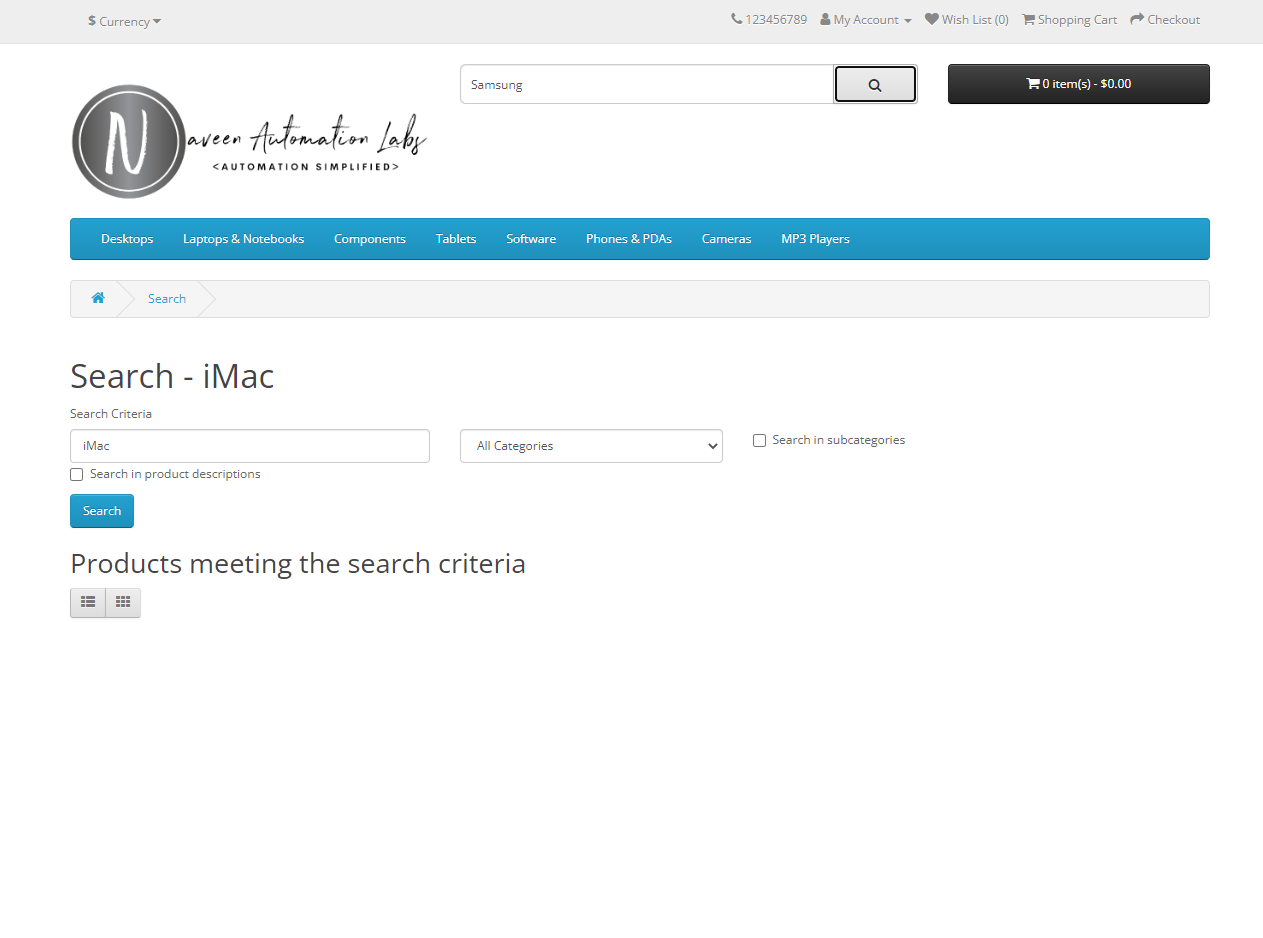 $ Currency
123456789 My Account Wish List (0) Shopping Cart Checkout
Samsung
0 item(s) - $0.00
N aveen Automation Labs
<AUTOMATION SIMPLIFIED>
Desktops Laptops & Notebooks Components Tablets Software Phones & PDAs Cameras MP3 Players
Search
Search - iMac
Search Criteria
iMac
All Categories
Search in subcategories
Search in product descriptions
Search
Products meeting the search criteria